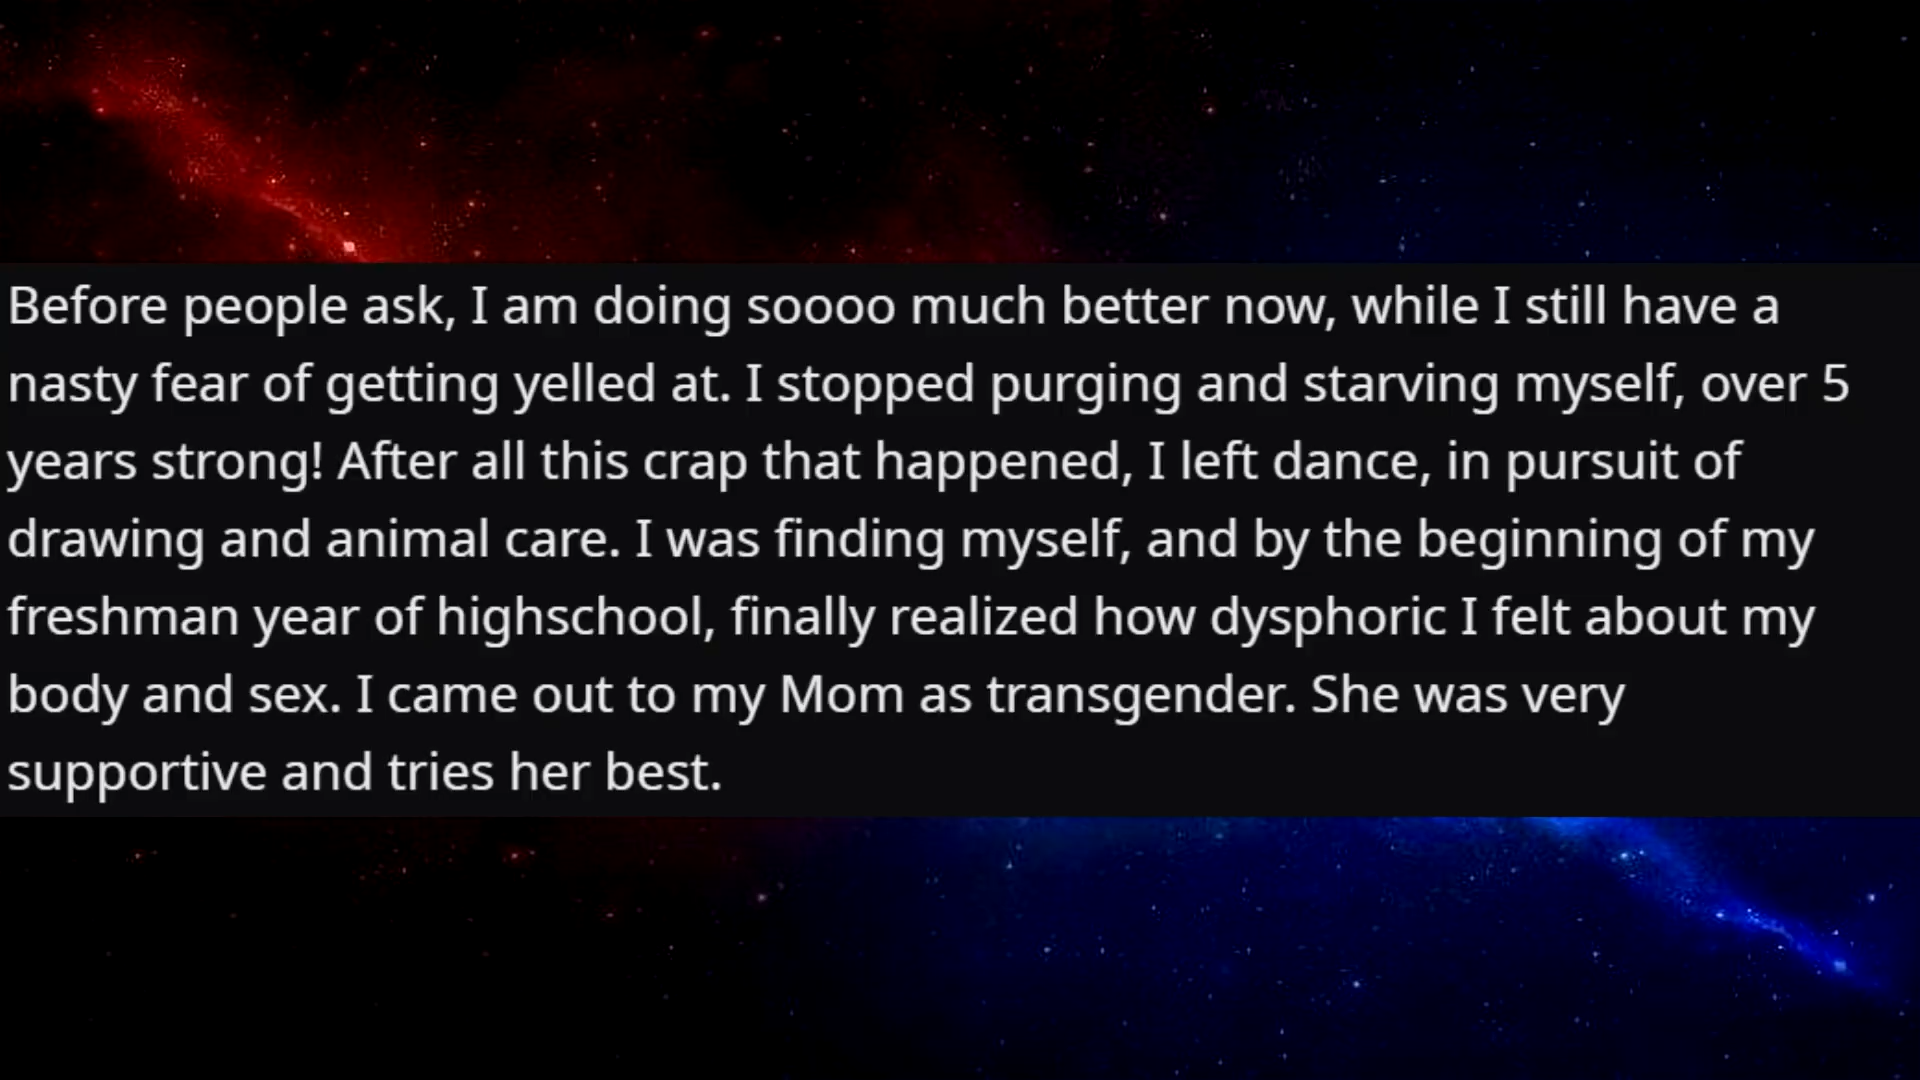 Before people ask, I am doing soooo much better now, while I still have a
nasty fear of getting yelled at. I stopped purging and starving myself, over 5
years strong! After all this crap that happened, I left dance, in pursuit of
drawing and animal care. I was finding myself, and by the beginning of my
freshman year of highschool, finally realized how dysphoric I felt about my
body and sex. I came out to my Mom as transgender. She was very
supportive and tries her best.